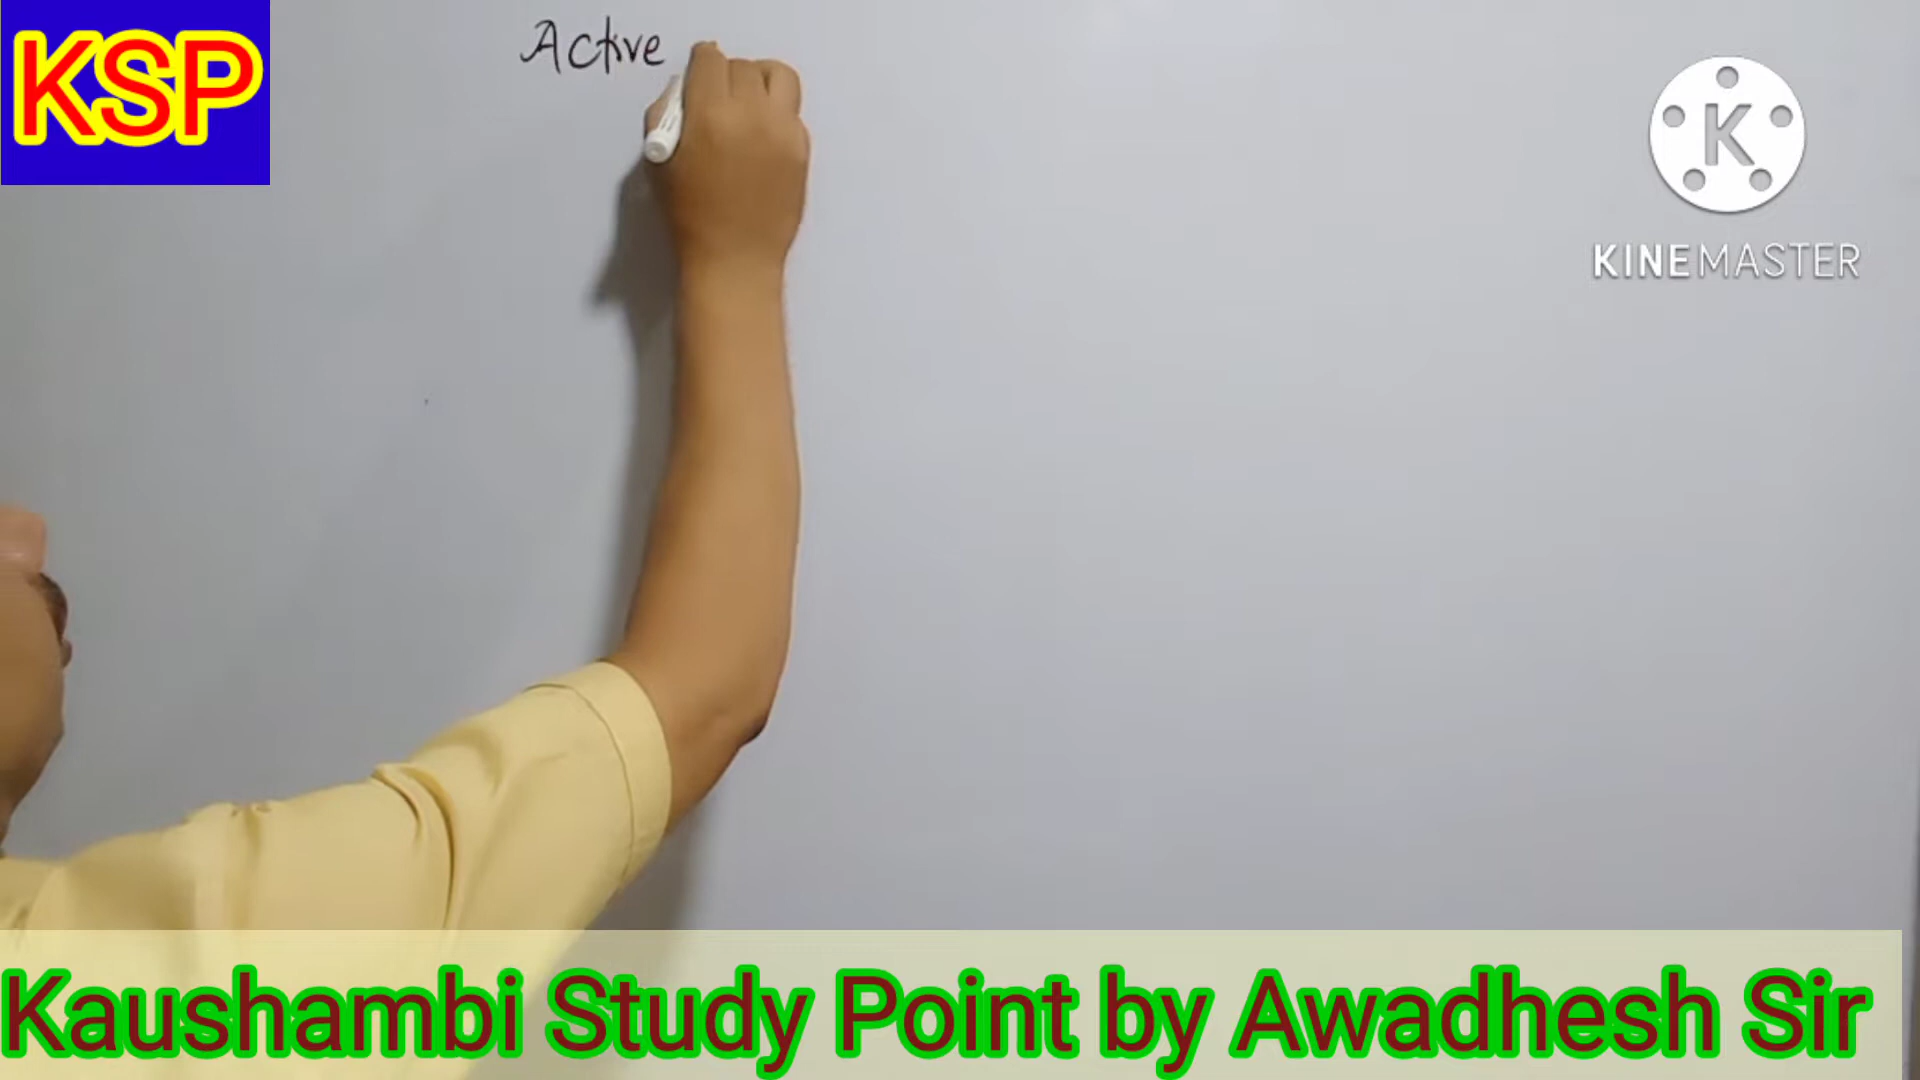 KSP
Active
K
KINEMASTER
Kaushambi Study Point by Awadhesh Sir